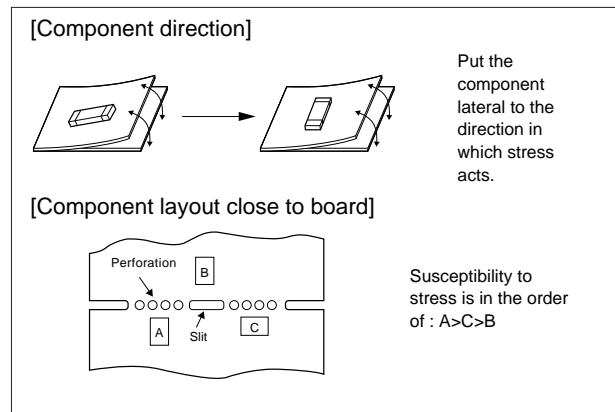 [Component direction]
Put the
component
lateral to the
direction in
which stress
acts.
[Component layout close to board]
Perforation
B
A
Slit
C
Susceptibility to
stress is in the order
of : A>C>B